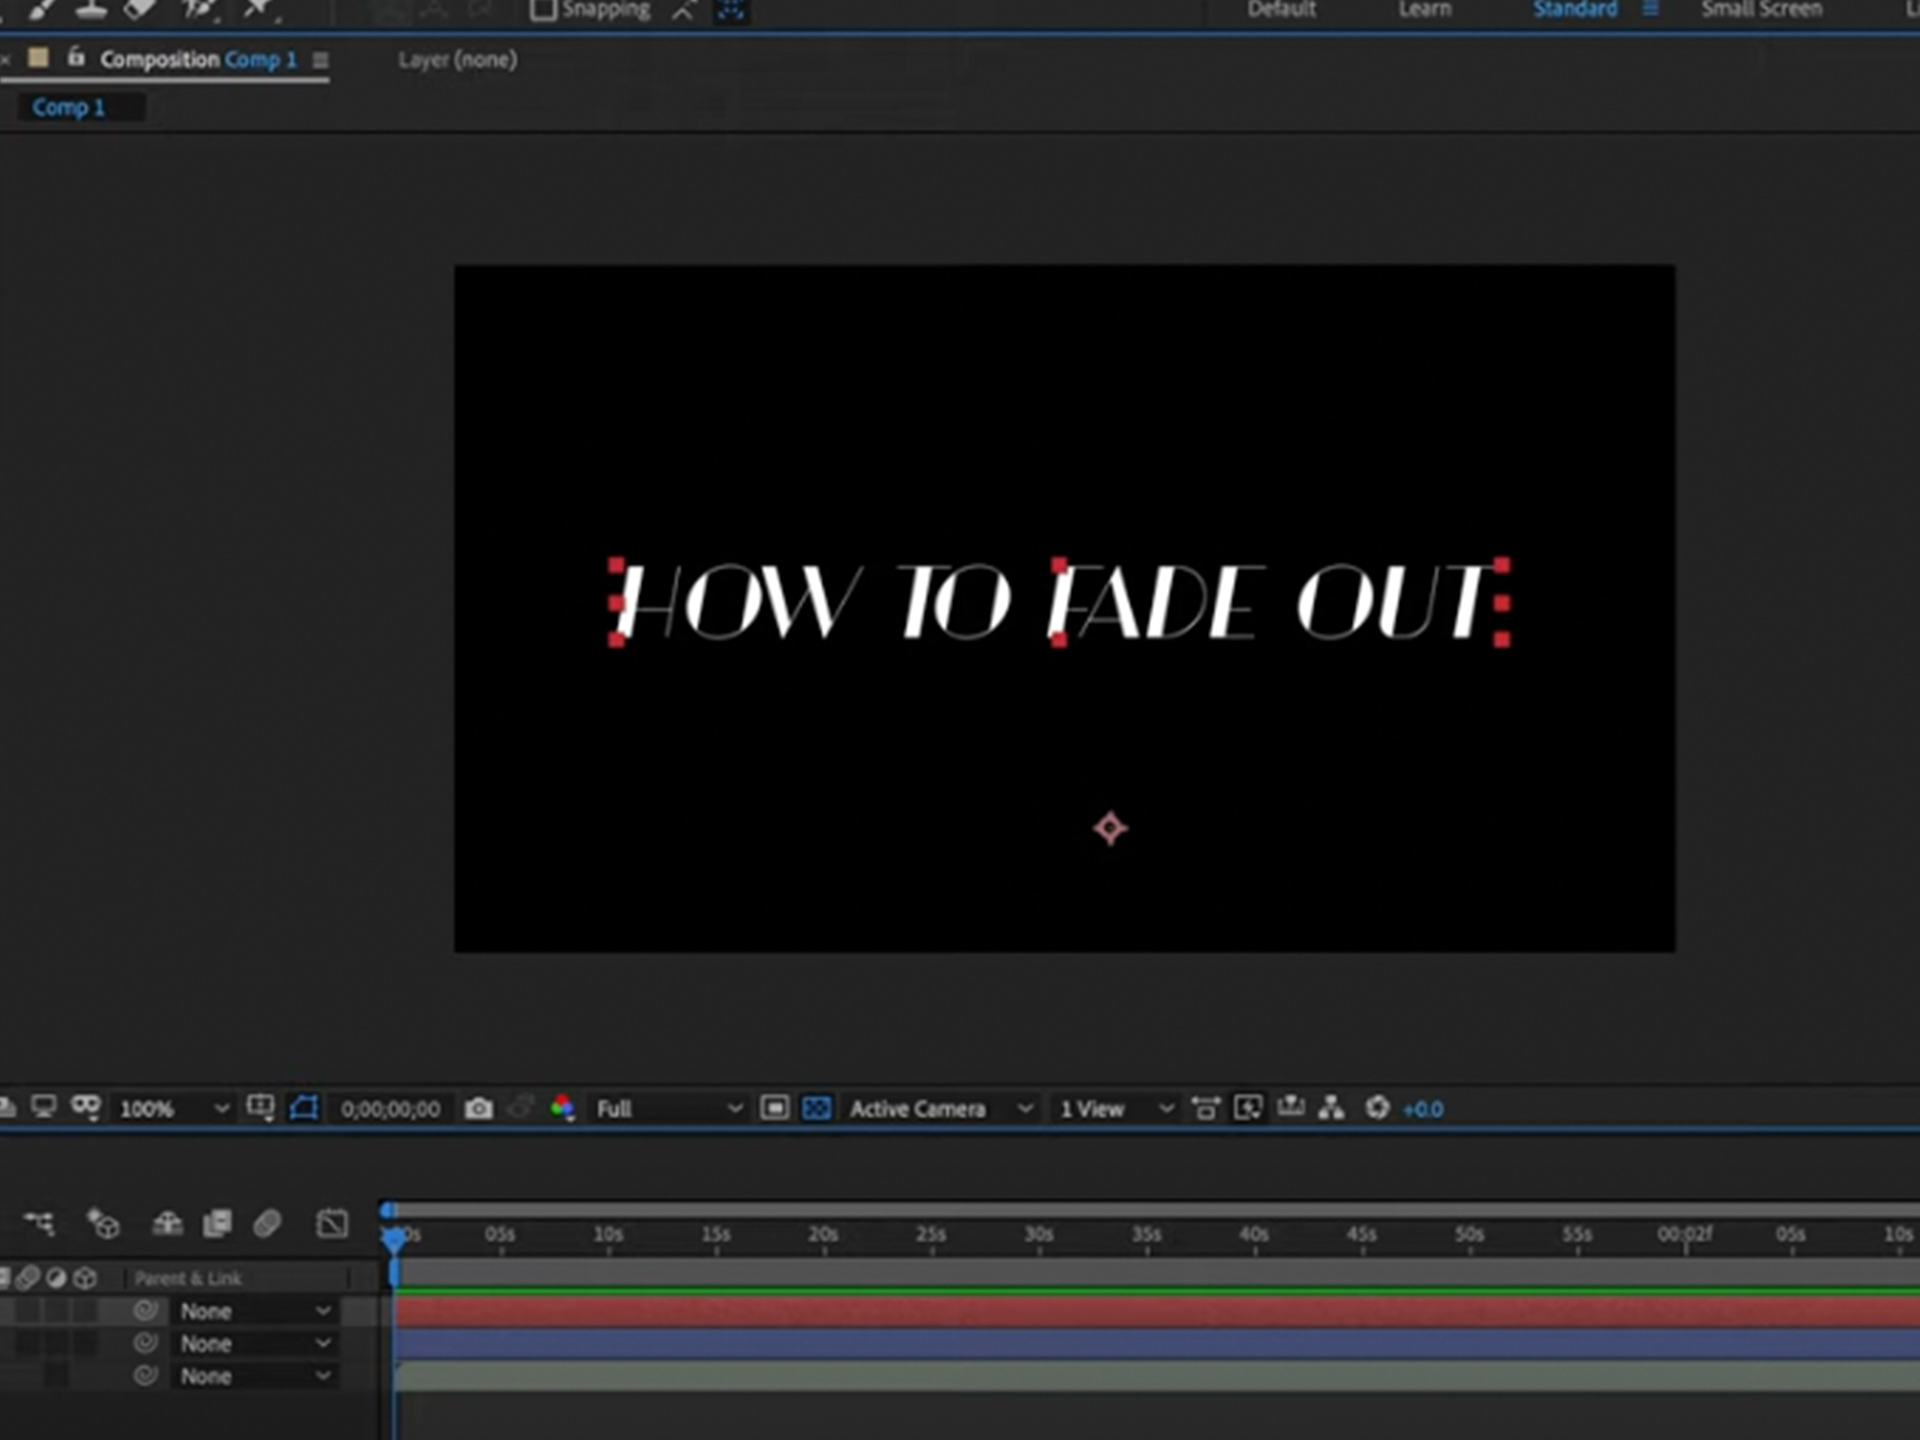 Snapping Default Learn Standard Small Screen
Composition Comp 1 Layer (none)
Comp 1
HOW TO FADE OUT
100% 0;00;00;00 Full Active Camera 1 View +0.0
05s 10s 15s 20s 25s 30s 35s 40s 45s 50s 55s 00:02f 05s 10s
Parent & Link
None
None
None